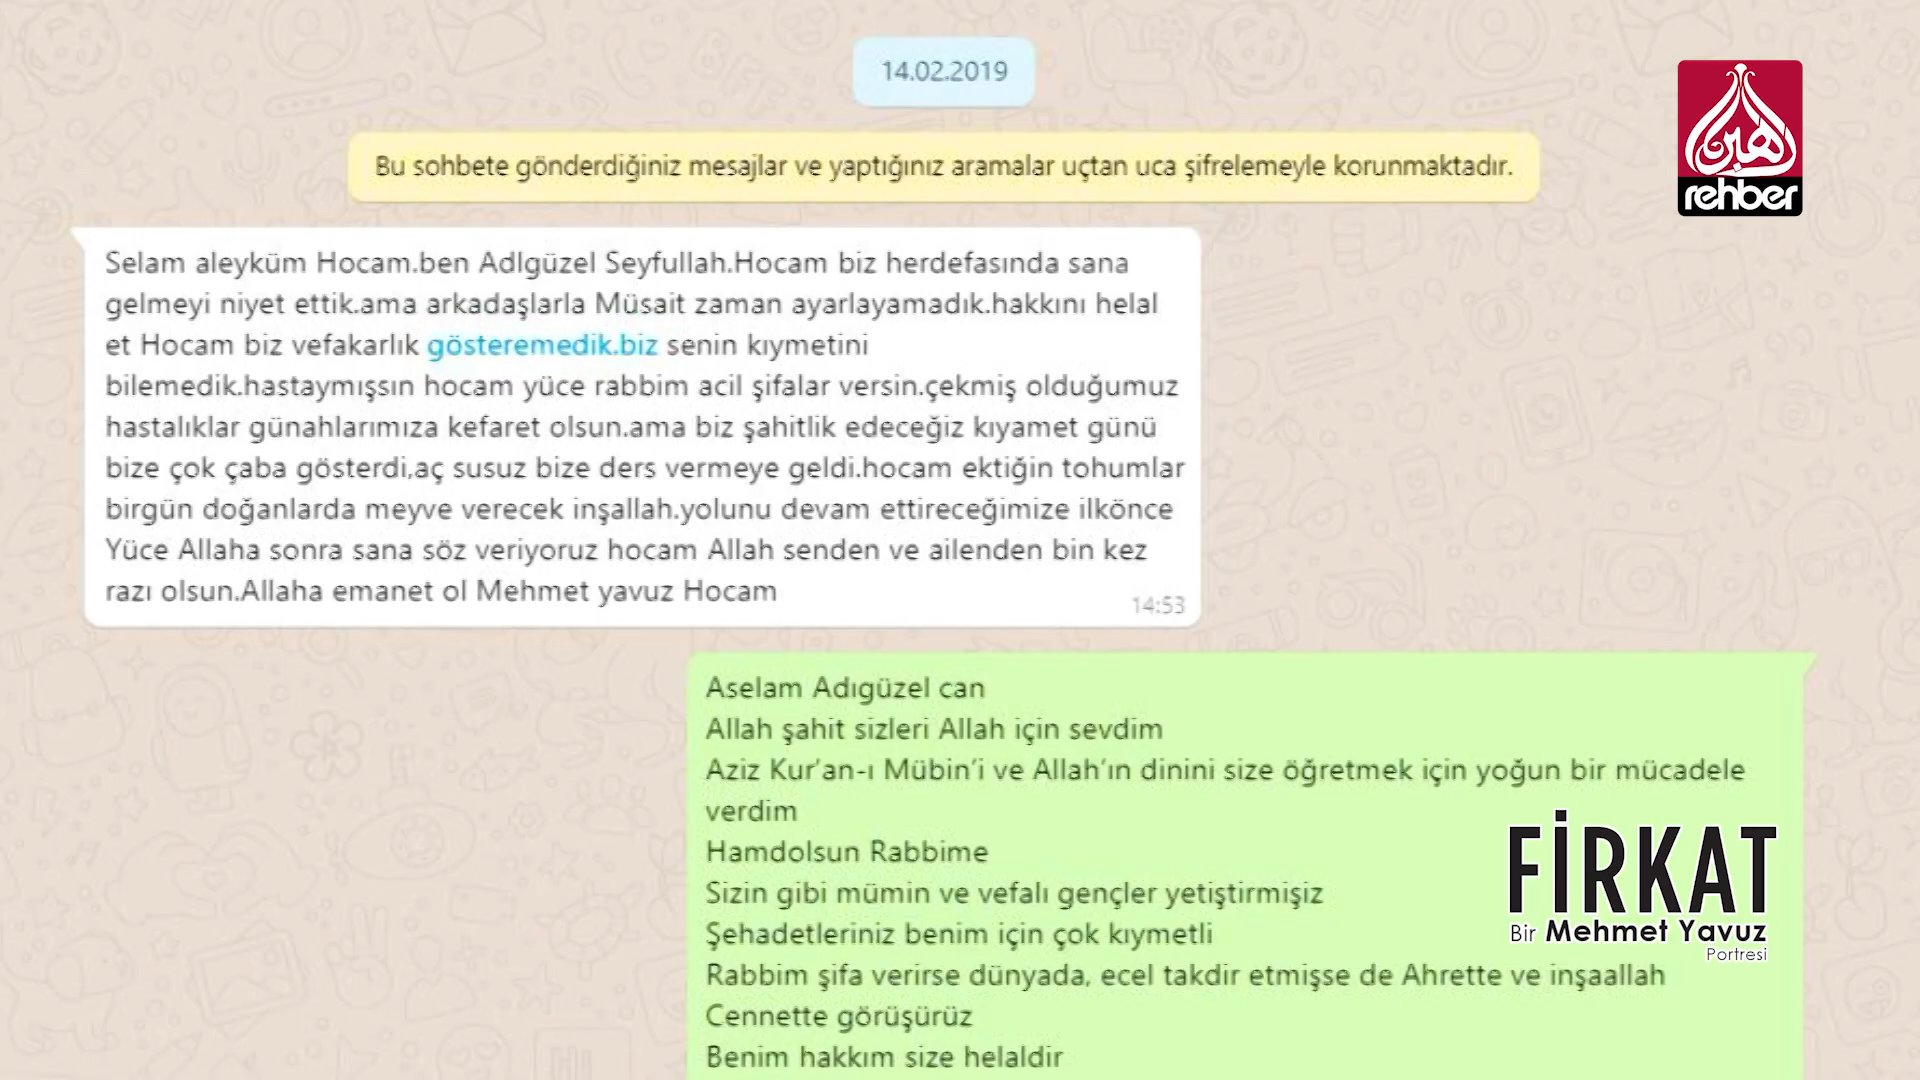 14.02.2019
Bu sohbete gönderdiğiniz mesajlar ve yaptığınız aramalar uçtan uca şifrelemeyle korunmaktadır.
رهبر
rehber
Selam aleyküm Hocam.ben Adlgüzel Seyfullah.Hocam biz herdefasında sana
gelmeyi niyet ettik.ama arkadaşlarla Müsait zaman ayarlayamadık.hakkını helal
et Hocam biz vefakarlık gösteremedik.biz senin kıymetini
bilemedik.hastaymışsın hocam yüce rabbim acil şifalar versin.çekmiş olduğumuz
hastalıklar günahlarımıza kefaret olsun.ama biz şahitlik edeceğiz kıyamet günü
bize çok çaba gösterdi,aç susuz bize ders vermeye geldi.hocam ektiğin tohumlar
birgün doğanlarda meyve verecek inşallah.yolunu devam ettireceğimize ilkönce
Yüce Allaha sonra sana söz veriyoruz hocam Allah senden ve ailenden bin kez
razı olsun.Allaha emanet ol Mehmet yavuz Hocam
14:53
Aselam Adıgüzel can
Allah şahit sizleri Allah için sevdim
Aziz Kur’an-ı Mübin’i ve Allah’ın dinini size öğretmek için yoğun bir mücadele
verdim
Hamdolsun Rabbime
Sizin gibi mümin ve vefalı gençler yetiştirmişiz
Şehadetleriniz benim için çok kıymetli
Rabbim şifa verirse dünyada, ecel takdir etmişse de Ahrette ve inşaallah
Cennette görüşürüz
Benim hakkım size helaldir
FİRKAT
Bir Mehmet Yavuz
Portresi